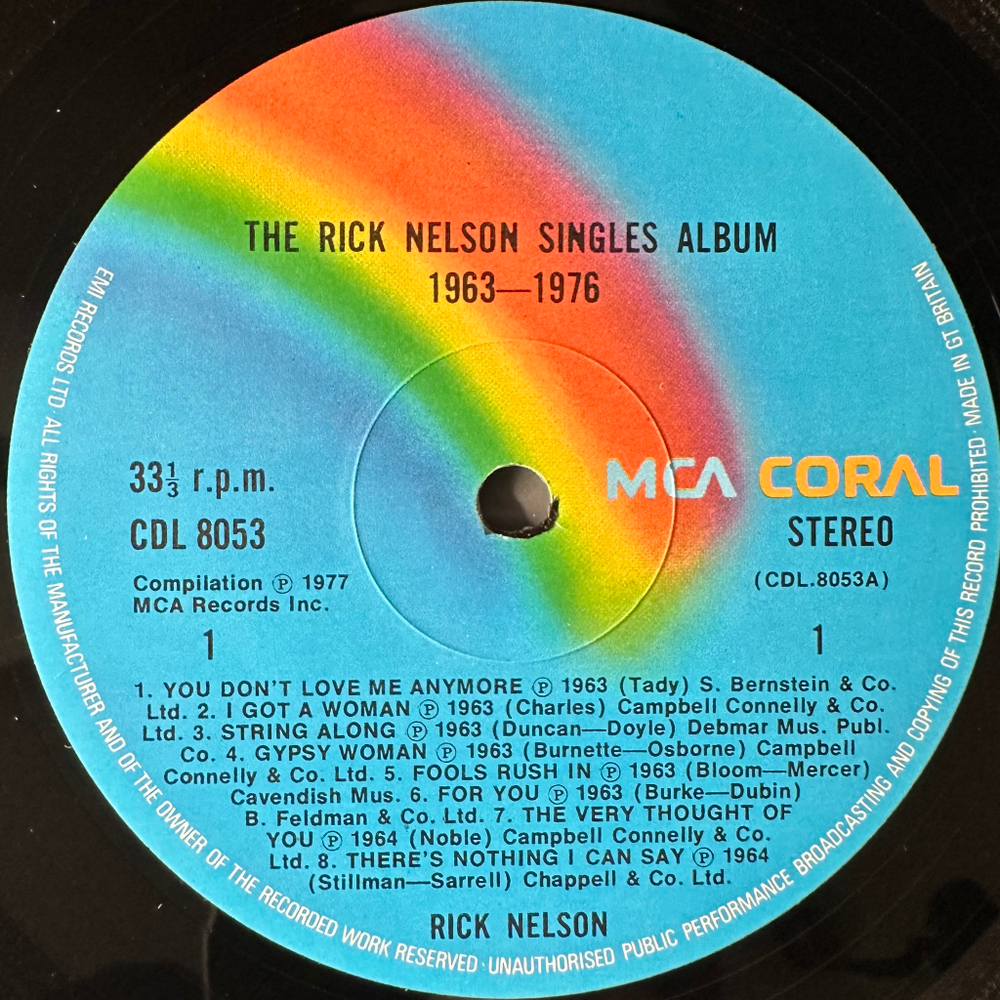 THE RICK NELSON SINGLES ALBUM
1963—1976
MCA CORAL
33⅓ r.p.m.
CDL 8053
STEREO
Compilation ℗ 1977
MCA Records Inc.
(CDL.8053A)
1
1
1. YOU DON'T LOVE ME ANYMORE ℗ 1963 (Tady) S. Bernstein & Co.
Ltd. 2. I GOT A WOMAN ℗ 1963 (Charles) Campbell Connelly & Co.
Ltd. 3. STRING ALONG ℗ 1963 (Duncan—Doyle) Debmar Mus. Publ.
Co. 4. GYPSY WOMAN ℗ 1963 (Burnette—Osborne) Campbell
Connelly & Co. Ltd. 5. FOOLS RUSH IN ℗ 1963 (Bloom—Mercer)
Cavendish Mus. 6. FOR YOU ℗ 1963 (Burke—Dubin)
B. Feldman & Co. Ltd. 7. THE VERY THOUGHT OF
YOU ℗ 1964 (Noble) Campbell Connelly & Co.
Ltd. 8. THERE'S NOTHING I CAN SAY ℗ 1964
(Stillman—Sarrell) Chappell & Co. Ltd.
RICK NELSON
EMI RECORDS LTD · ALL RIGHTS OF THE MANUFACTURER AND OF THE OWNER OF THE RECORDED WORK RESERVED · UNAUTHORISED PUBLIC PERFORMANCE BROADCASTING AND COPYING OF THIS RECORD PROHIBITED · MADE IN GT BRITAIN